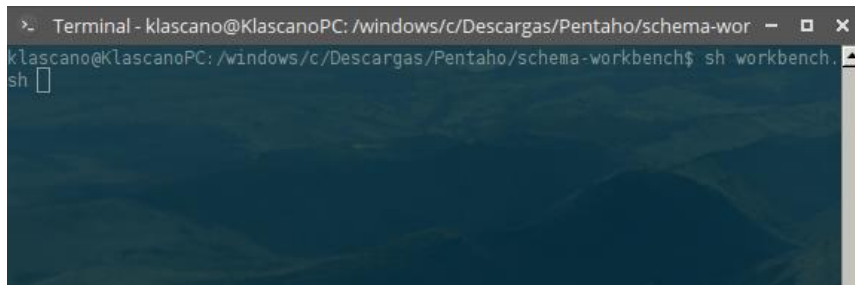 Terminal - klascano@KlascanoPC: /windows/c/Descargas/Pentaho/schema-wor
klascano@KlascanoPC:/windows/c/Descargas/Pentaho/schema-workbench$ sh workbench.
sh